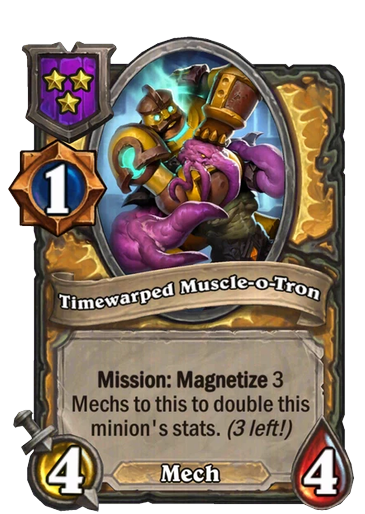 1
Timewarped Muscle-o-Tron
Mission: Magnetize 3
Mechs to this to double this
minion's stats. (3 left!)
4
Mech
4